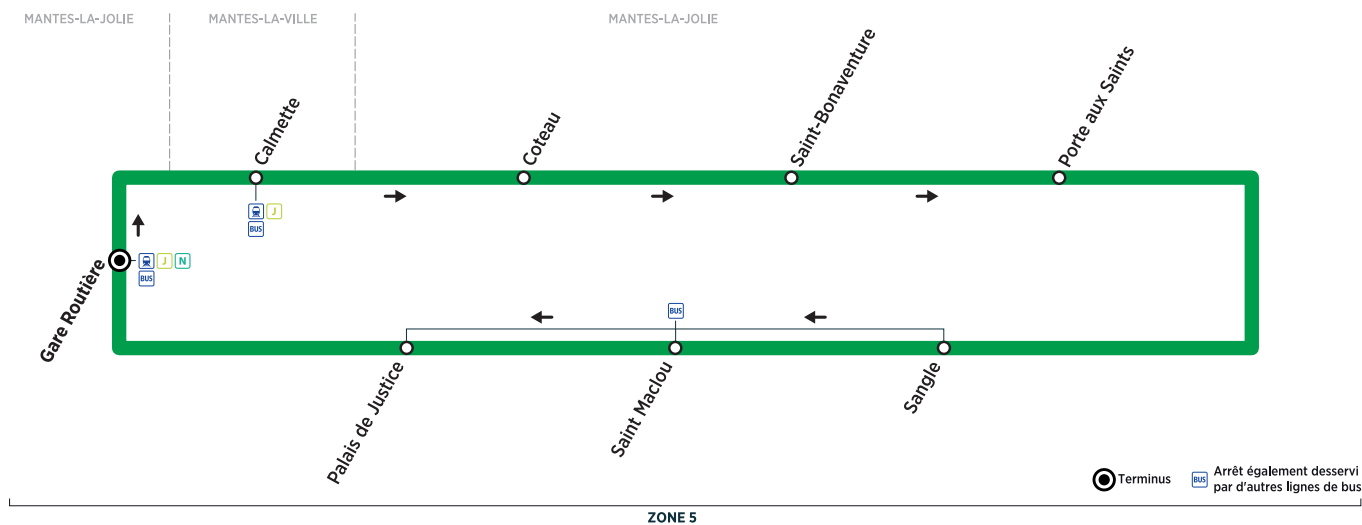 MANTES-LA-JOLIE
MANTES-LA-VILLE
MANTES-LA-JOLIE
Calmette
Coteau
Saint-Bonaventure
Porte aux Saints
J
BUS
Gare Routière
J N
BUS
BUS
Palais de Justice
Saint Maclou
Sangle
Terminus
BUS
Arrêt également desservi
par d'autres lignes de bus
ZONE 5